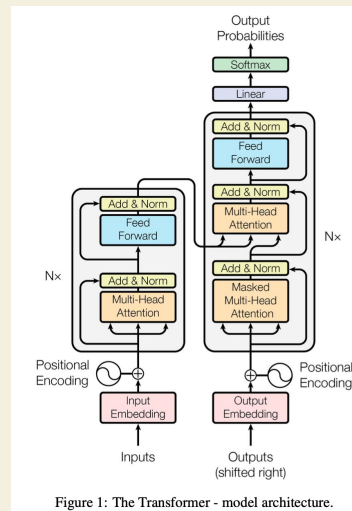 Output
Probabilities
Softmax
Linear
Add & Norm
Feed
Forward
Add & Norm
Multi-Head
Attention
Add & Norm
Masked
Multi-Head
Attention
Nx
Add & Norm
Feed
Forward
Add & Norm
Multi-Head
Attention
Nx
Positional
Encoding
Positional
Encoding
Input
Embedding
Output
Embedding
Inputs
Outputs
(shifted right)
Figure 1: The Transformer - model architecture.